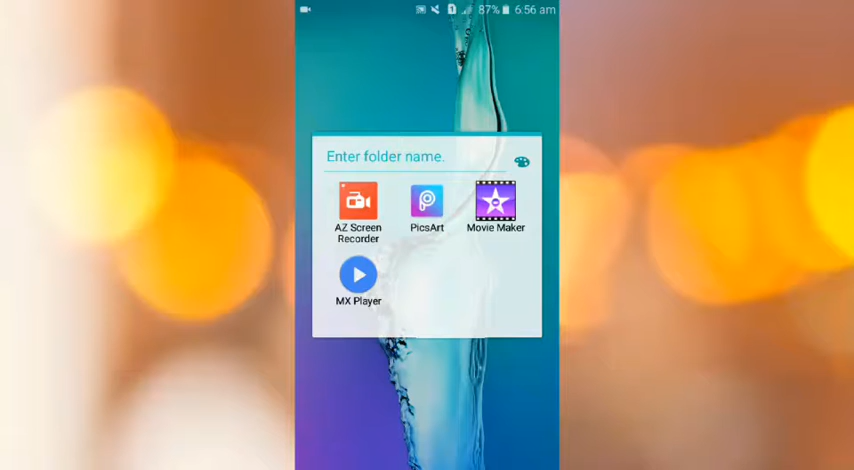 87% 6:56 am
Enter folder name.
AZ Screen
Recorder
PicsArt
Movie Maker
MX Player